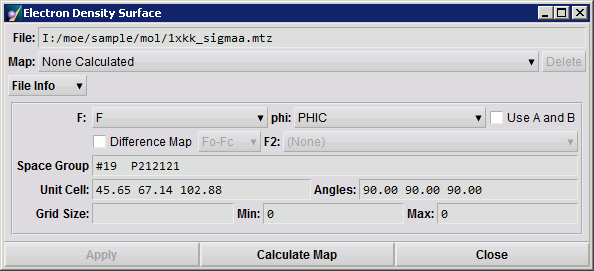 Electron Density Surface
File: I:/moe/sample/mol/1xkk_sigmaa.mtz
Map: None Calculated Delete
File Info
F: F phi: PHIC Use A and B
Difference Map Fo-Fc F2: (None)
Space Group #19 P212121
Unit Cell: 45.65 67.14 102.88 Angles: 90.00 90.00 90.00
Grid Size: Min: 0 Max: 0
Apply Calculate Map Close